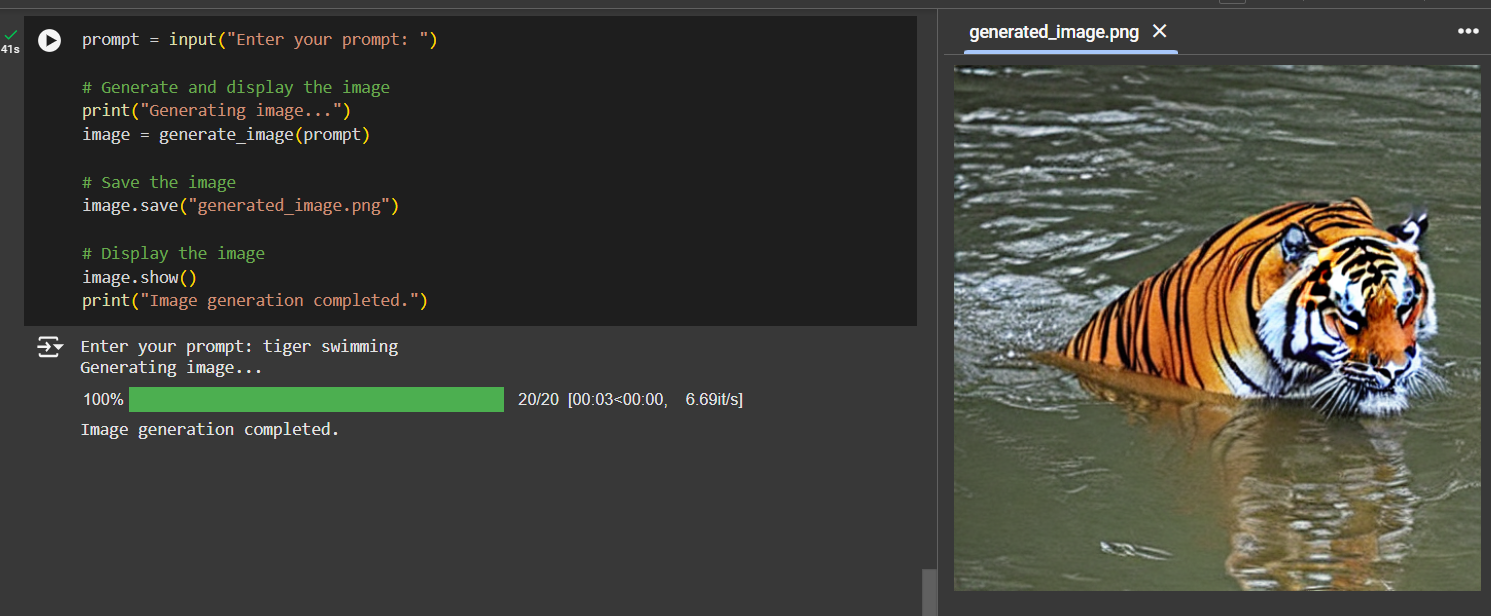 41s
prompt = input("Enter your prompt: ")
# Generate and display the image
print("Generating image...")
image = generate_image(prompt)
# Save the image
image.save("generated_image.png")
# Display the image
image.show()
print("Image generation completed.")
Enter your prompt: tiger swimming
Generating image...
100% 20/20 [00:03<00:00, 6.69it/s]
Image generation completed.
generated_image.png